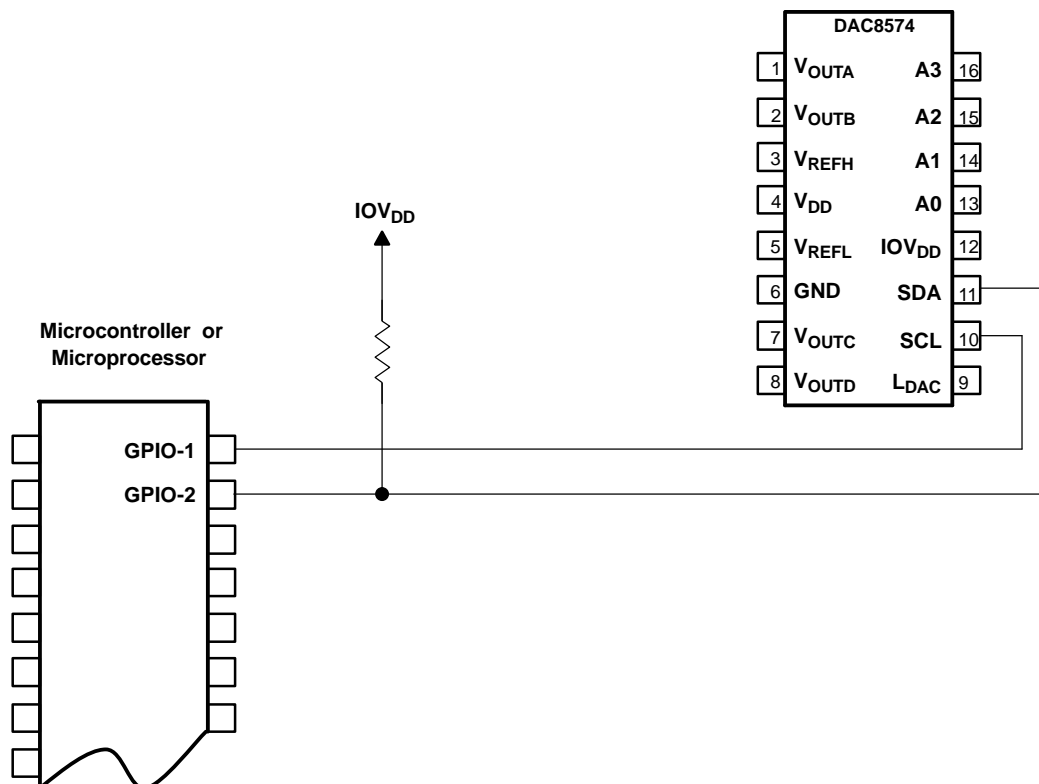 DAC8574
1 VOUTA A3 16
2 VOUTB A2 15
3 VREFH A1 14
4 VDD A0 13
5 VREFL IOVDD 12
6 GND SDA 11
7 VOUTC SCL 10
8 VOUTD LDAC 9
IOVDD
Microcontroller or
Microprocessor
GPIO-1
GPIO-2